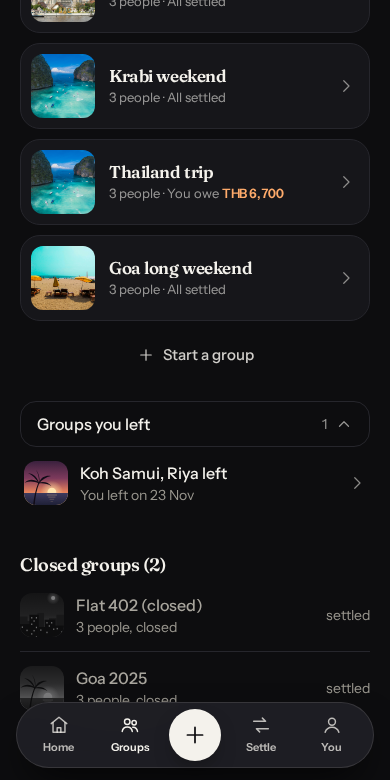 3 people · All settled
Krabi weekend
3 people · All settled
Thailand trip
3 people · You owe THB 6,700
Goa long weekend
3 people · All settled
Start a group
Groups you left 1
Koh Samui, Riya left
You left on 23 Nov
Closed groups (2)
Flat 402 (closed)
3 people, closed
settled
Goa 2025
3 people, closed
settled
Home Groups Settle You